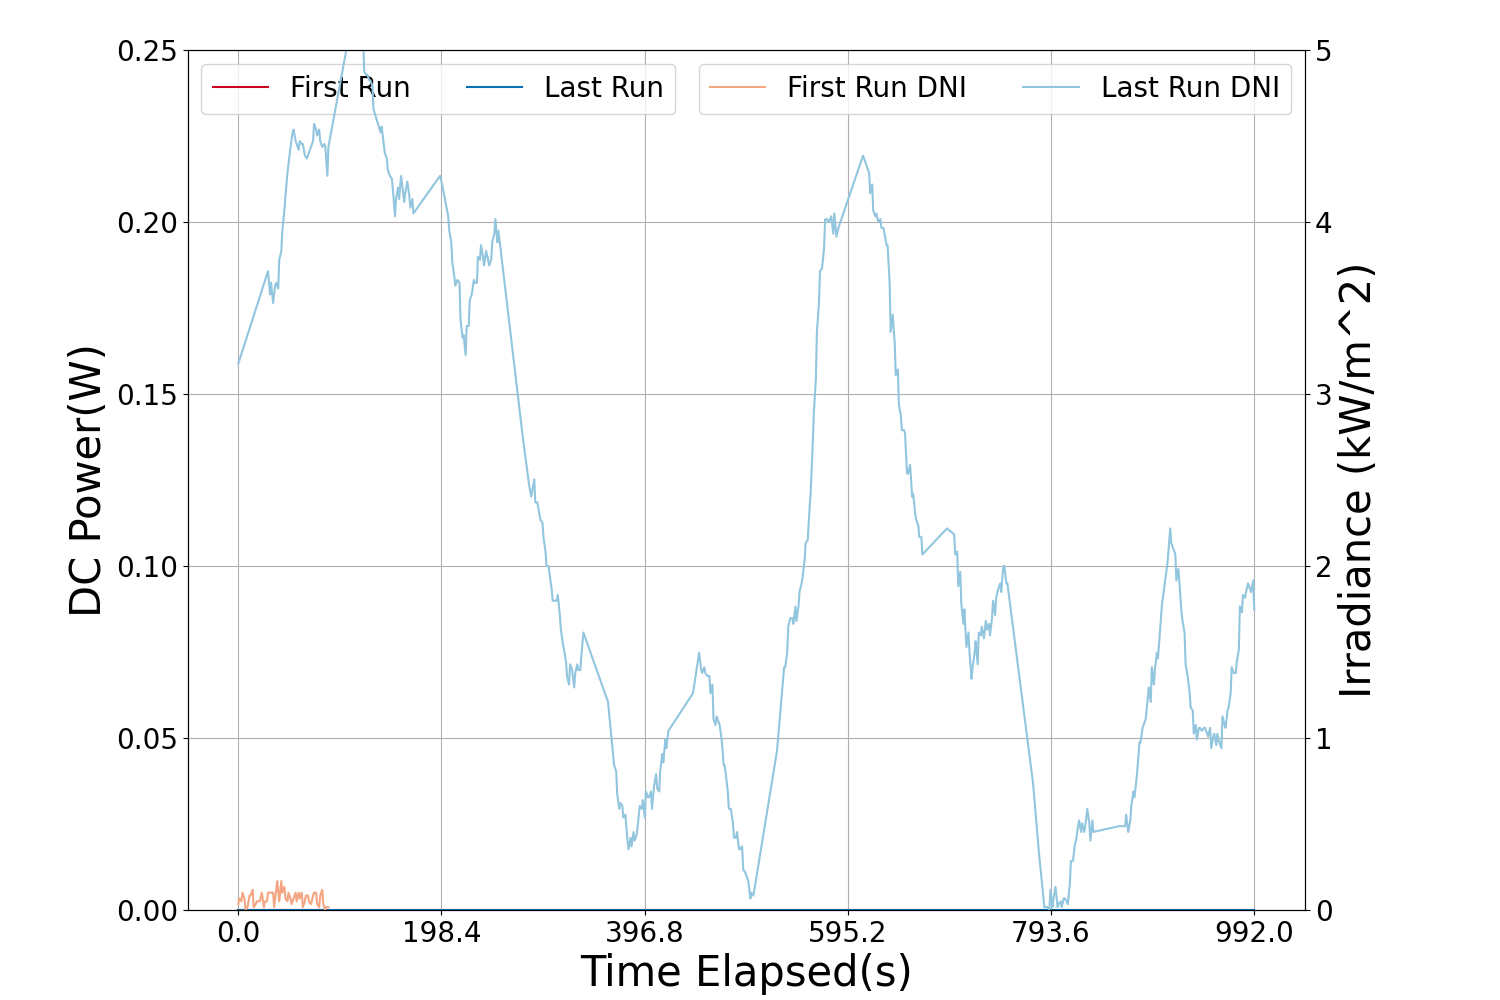 First Run
Last Run
First Run DNI
Last Run DNI
0.25
0.20
0.15
0.10
0.05
0.00
DC Power(W)
5
4
3
2
1
0
Irradiance (kW/m^2)
0.0
198.4
396.8
595.2
793.6
992.0
Time Elapsed(s)